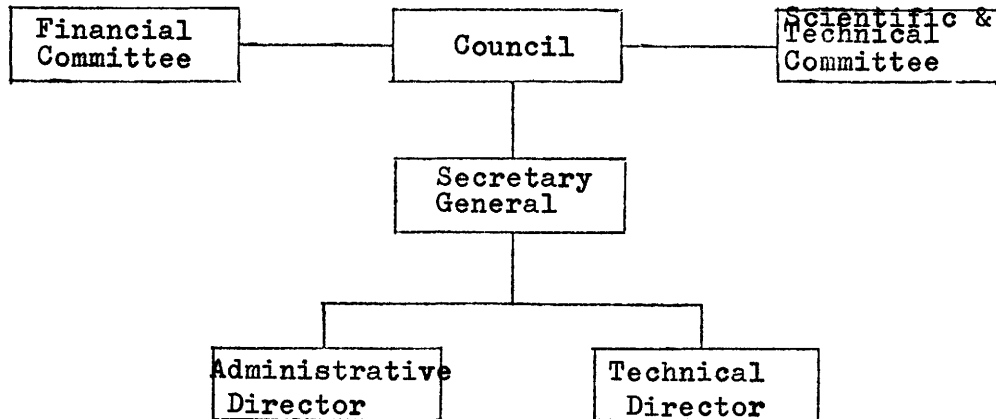 Financial
Committee
Council
Scientific &
Technical
Committee
Secretary
General
Administrative
Director
Technical
Director